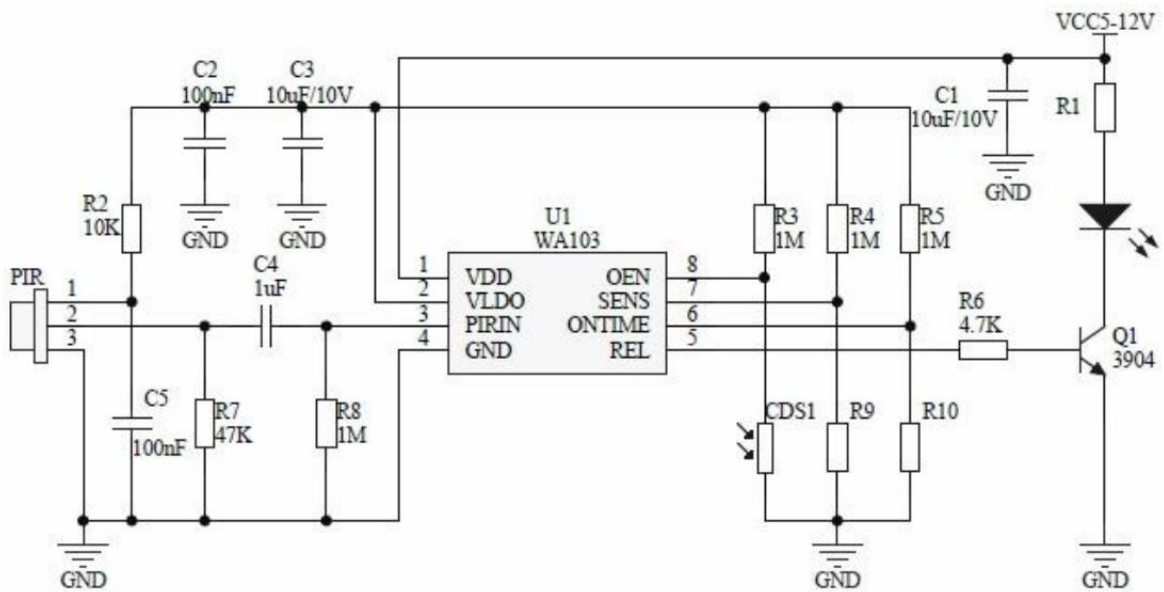 VCC5-12V
C2
100nF
C3
10uF/10V
C1
10uF/10V
R1
GND
GND
GND
R2
10K
U1
WA103
R3
1M
R4
1M
R5
1M
PIR
C4
1uF
1
2
3
1 VDD OEN 8
2 VLDO SENS 7
3 PIRIN ONTIME 6
4 GND REL 5
R6
4.7K
Q1
3904
C5
100nF
R7
47K
R8
1M
CDS1
R9
R10
GND
GND
GND